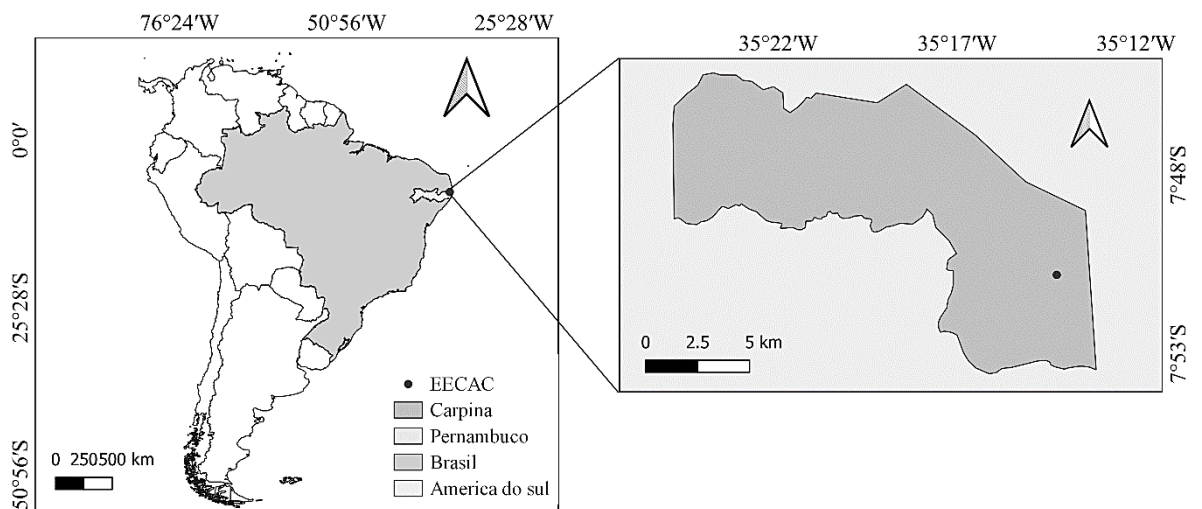 76°24'W 50°56'W 25°28'W
0°0'
25°28'S
50°56'S
EECAC
Carpina
Pernambuco
Brasil
America do sul
0 250500 km
35°22'W 35°17'W 35°12'W
7°48'S
7°53'S
0 2.5 5 km